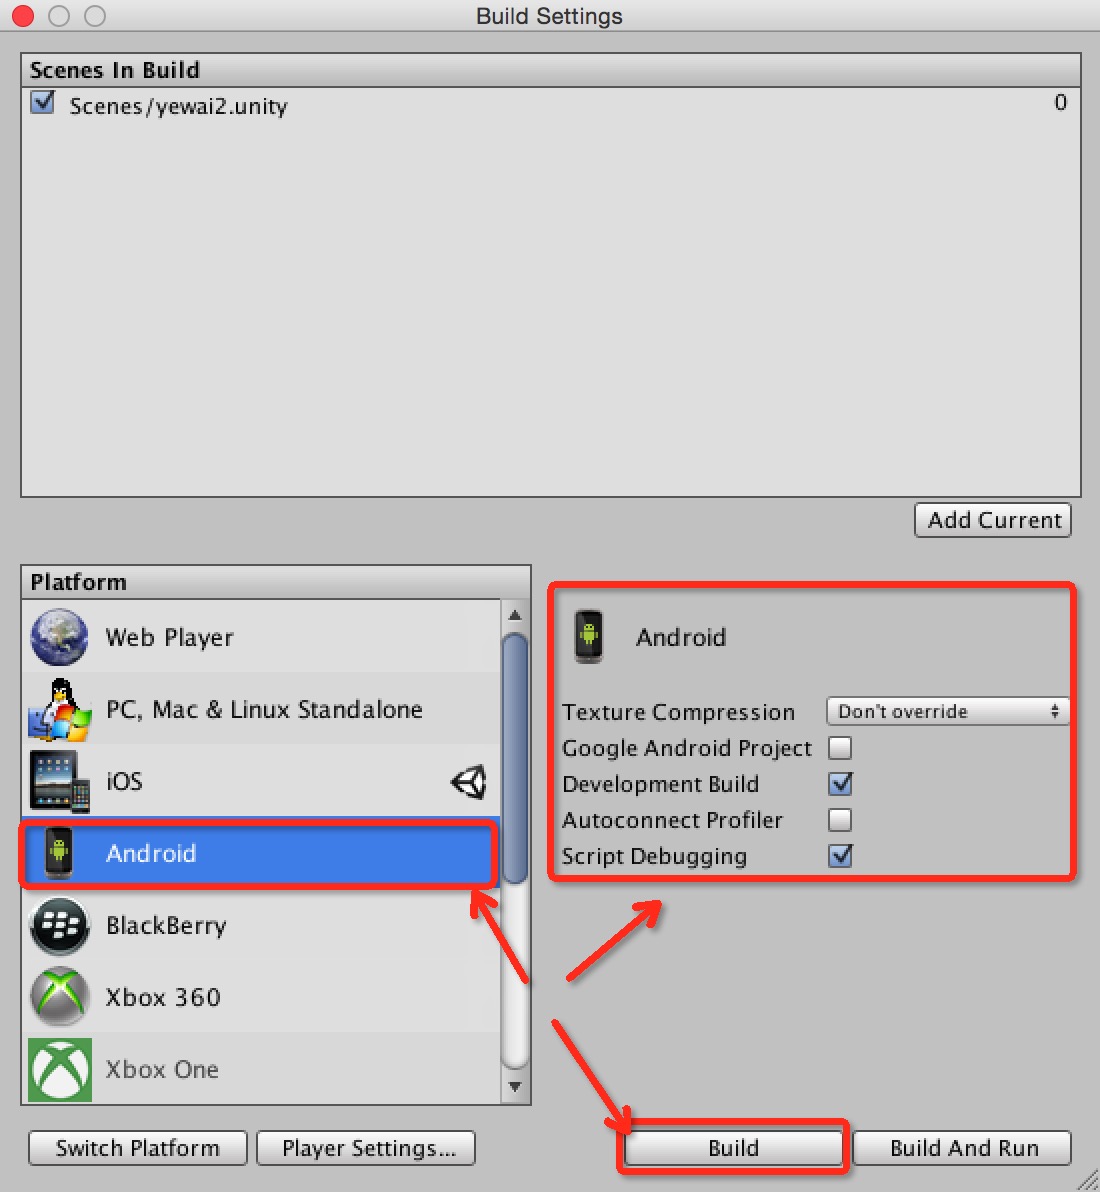 Build Settings
Scenes In Build
Scenes/yewai2.unity 0
Add Current
Platform
Web Player
PC, Mac & Linux Standalone
iOS
Android
BlackBerry
Xbox 360
Xbox One
Android
Texture Compression Don't override
Google Android Project
Development Build
Autoconnect Profiler
Script Debugging
Switch Platform Player Settings... Build Build And Run